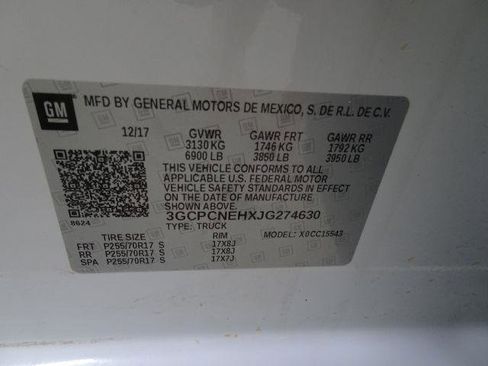 GM MFD BY GENERAL MOTORS DE MEXICO, S. DE R.L. DE C.V.
12/17 GVWR GAWR FRT GAWR RR
3130 KG 1746 KG 1792 KG
6900 LB 3850 LB 3950 LB
THIS VEHICLE CONFORMS TO ALL
APPLICABLE U.S. FEDERAL MOTOR
VEHICLE SAFETY STANDARDS IN EFFECT
ON THE DATE OF MANUFACTURE
SHOWN ABOVE.
3GCPCNEHXJG274630
8624 TYPE: TRUCK MODEL: X0CC15543
TIRE SIZE RIM
FRT P255/70R17 S 17X8J
RR P255/70R17 S 17X8J
SPA P255/70R17 S 17X7J